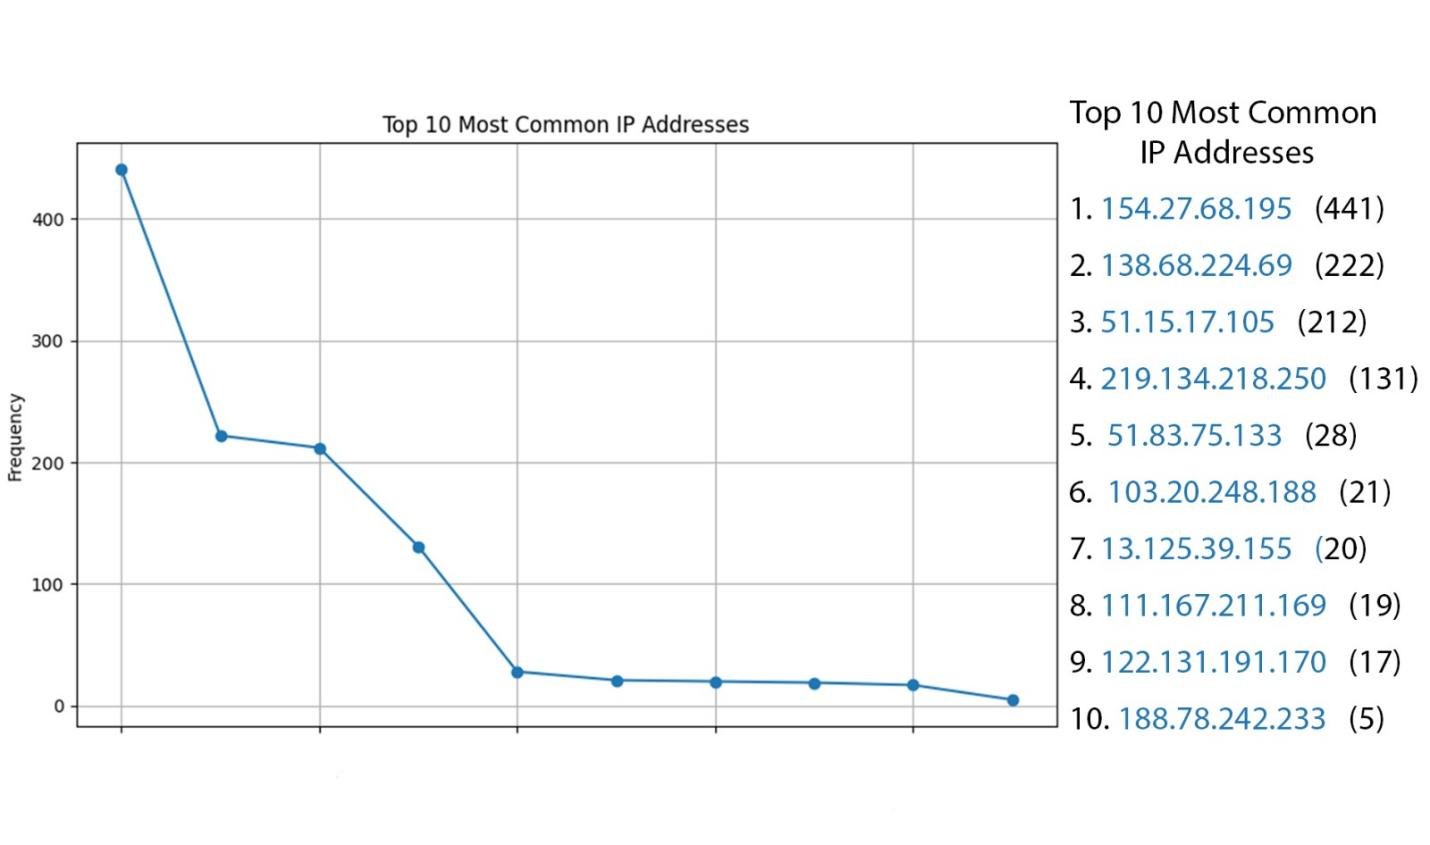 Top 10 Most Common IP Addresses
400
300
200
100
0
Frequency
Top 10 Most Common
IP Addresses
1. 154.27.68.195 (441)
2. 138.68.224.69 (222)
3. 51.15.17.105 (212)
4. 219.134.218.250 (131)
5. 51.83.75.133 (28)
6. 103.20.248.188 (21)
7. 13.125.39.155 (20)
8. 111.167.211.169 (19)
9. 122.131.191.170 (17)
10. 188.78.242.233 (5)